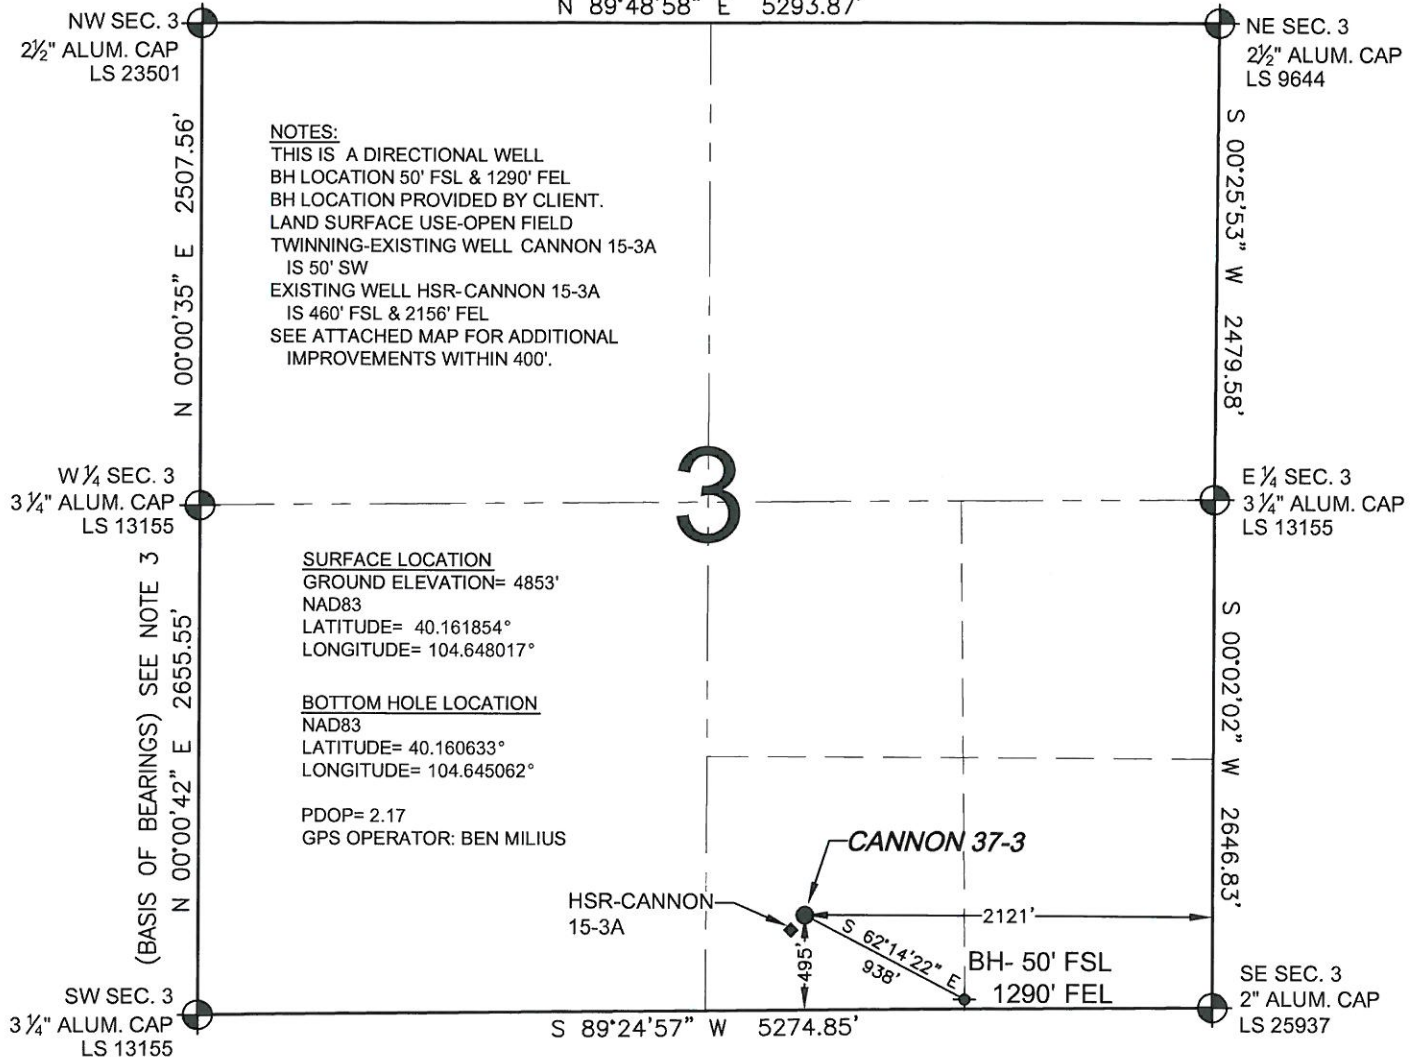 N 89°48'58" E 5293.87'
NW SEC. 3
2½" ALUM. CAP
LS 23501
NE SEC. 3
2½" ALUM. CAP
LS 9644
N 00°00'35" E 2507.56'
S 00°25'53" W 2479.58'
NOTES:
THIS IS A DIRECTIONAL WELL
BH LOCATION 50' FSL & 1290' FEL
BH LOCATION PROVIDED BY CLIENT.
LAND SURFACE USE-OPEN FIELD
TWINNING-EXISTING WELL CANNON 15-3A
IS 50' SW
EXISTING WELL HSR-CANNON 15-3A
IS 460' FSL & 2156' FEL
SEE ATTACHED MAP FOR ADDITIONAL
IMPROVEMENTS WITHIN 400'.
3
W ¼ SEC. 3
3 ¼" ALUM. CAP
LS 13155
E ¼ SEC. 3
3 ¼" ALUM. CAP
LS 13155
(BASIS OF BEARINGS) SEE NOTE 3
N 00°00'42" E 2655.55'
S 00°02'02" W 2646.83'
SURFACE LOCATION
GROUND ELEVATION= 4853'
NAD83
LATITUDE= 40.161854°
LONGITUDE= 104.648017°
BOTTOM HOLE LOCATION
NAD83
LATITUDE= 40.160633°
LONGITUDE= 104.645062°
PDOP= 2.17
GPS OPERATOR: BEN MILIUS
CANNON 37-3
HSR-CANNON
15-3A
2121'
495'
S 62°14'22" E
938'
BH- 50' FSL
1290' FEL
SW SEC. 3
3 ¼" ALUM. CAP
LS 13155
SE SEC. 3
2" ALUM. CAP
LS 25937
S 89°24'57" W 5274.85'